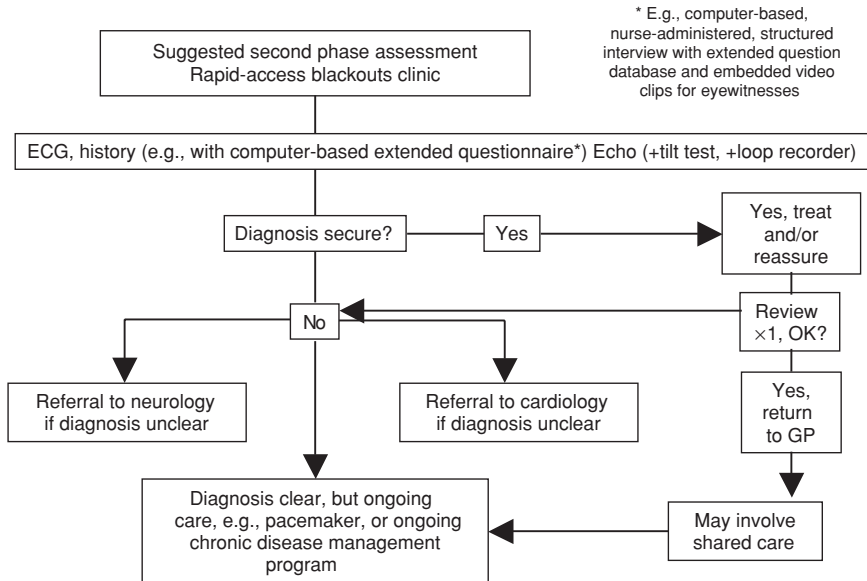 Suggested second phase assessment
Rapid-access blackouts clinic
* E.g., computer-based,
nurse-administered, structured
interview with extended question
database and embedded video
clips for eyewitnesses
ECG, history (e.g., with computer-based extended questionnaire*) Echo (+tilt test, +loop recorder)
Diagnosis secure?
Yes
Yes, treat
and/or
reassure
No
Review
×1, OK?
Referral to neurology
if diagnosis unclear
Referral to cardiology
if diagnosis unclear
Yes,
return
to GP
Diagnosis clear, but ongoing
care, e.g., pacemaker, or ongoing
chronic disease management
program
May involve
shared care